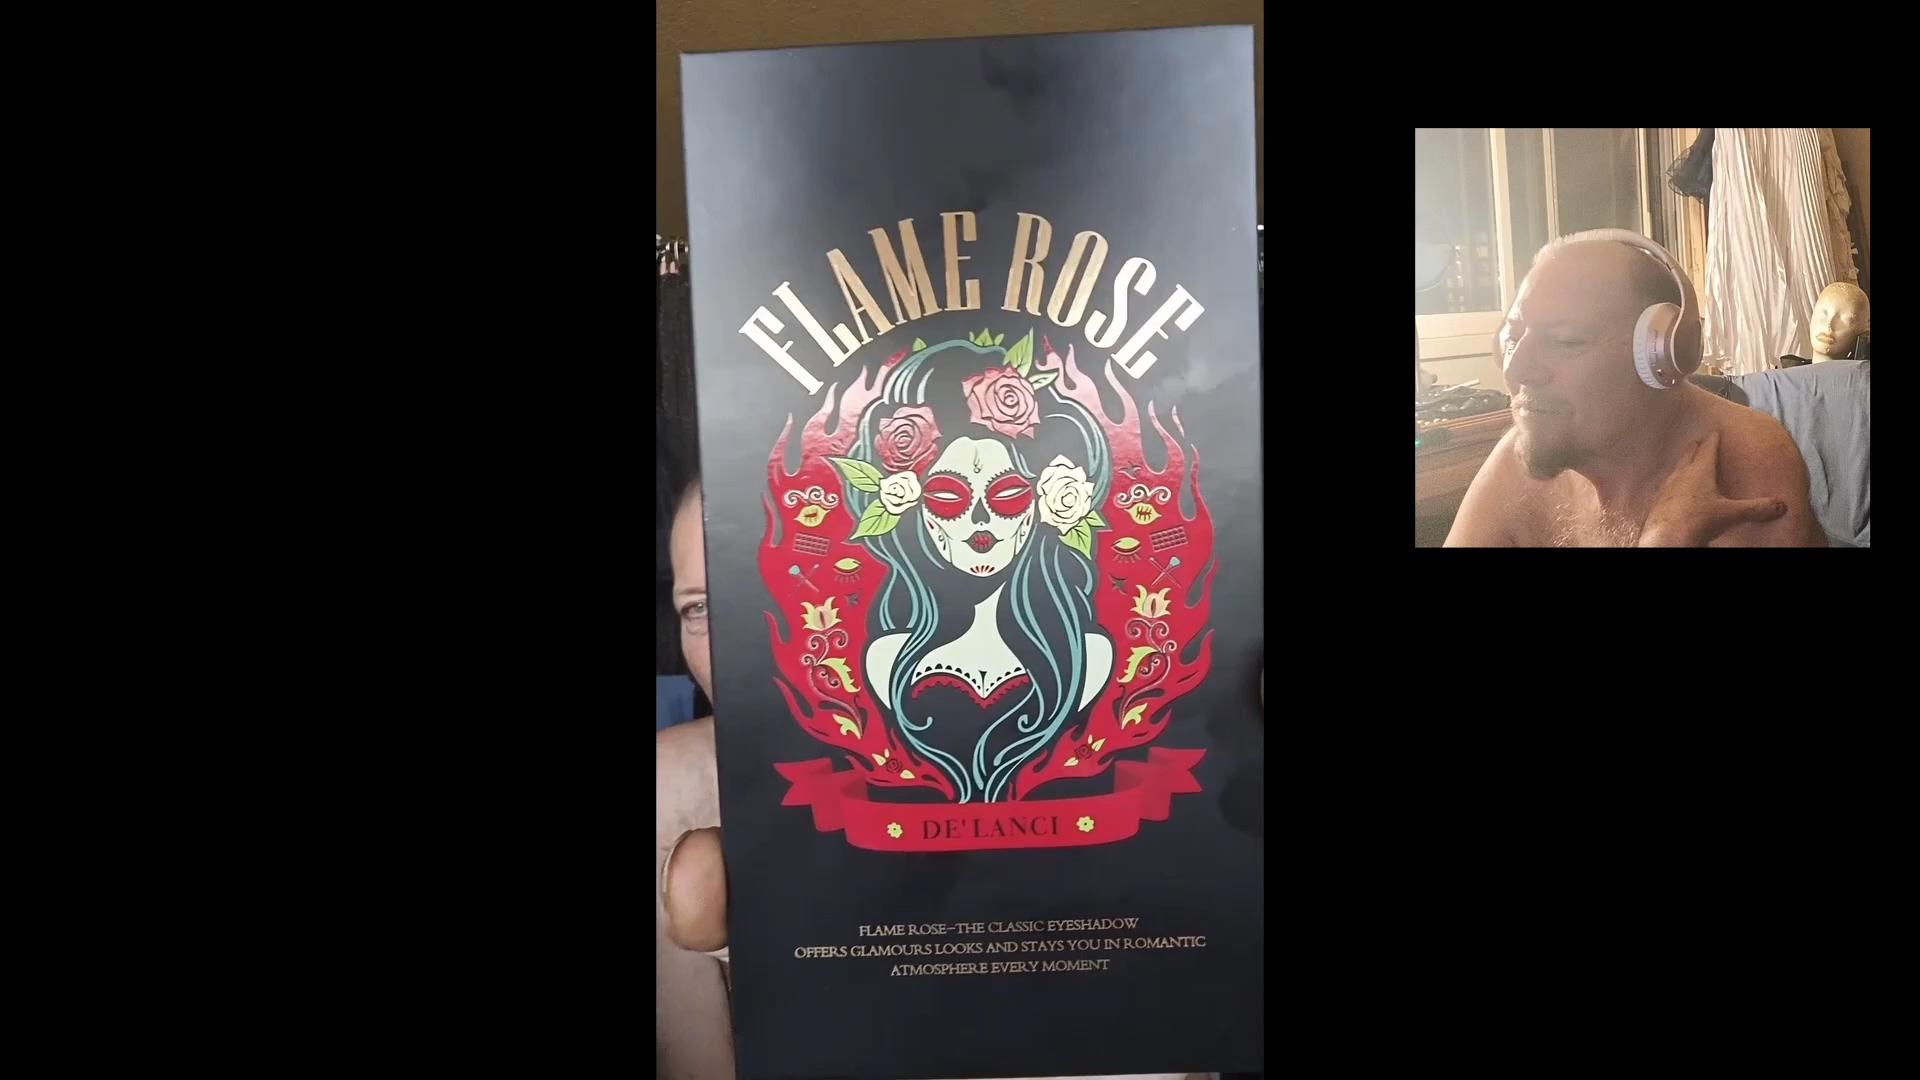 FLAME ROSE
DE'LANCI
FLAME ROSE-THE CLASSIC EYESHADOW
OFFERS GLAMOURS LOOKS AND STAYS YOU IN ROMANTIC
ATMOSPHERE EVERY MOMENT